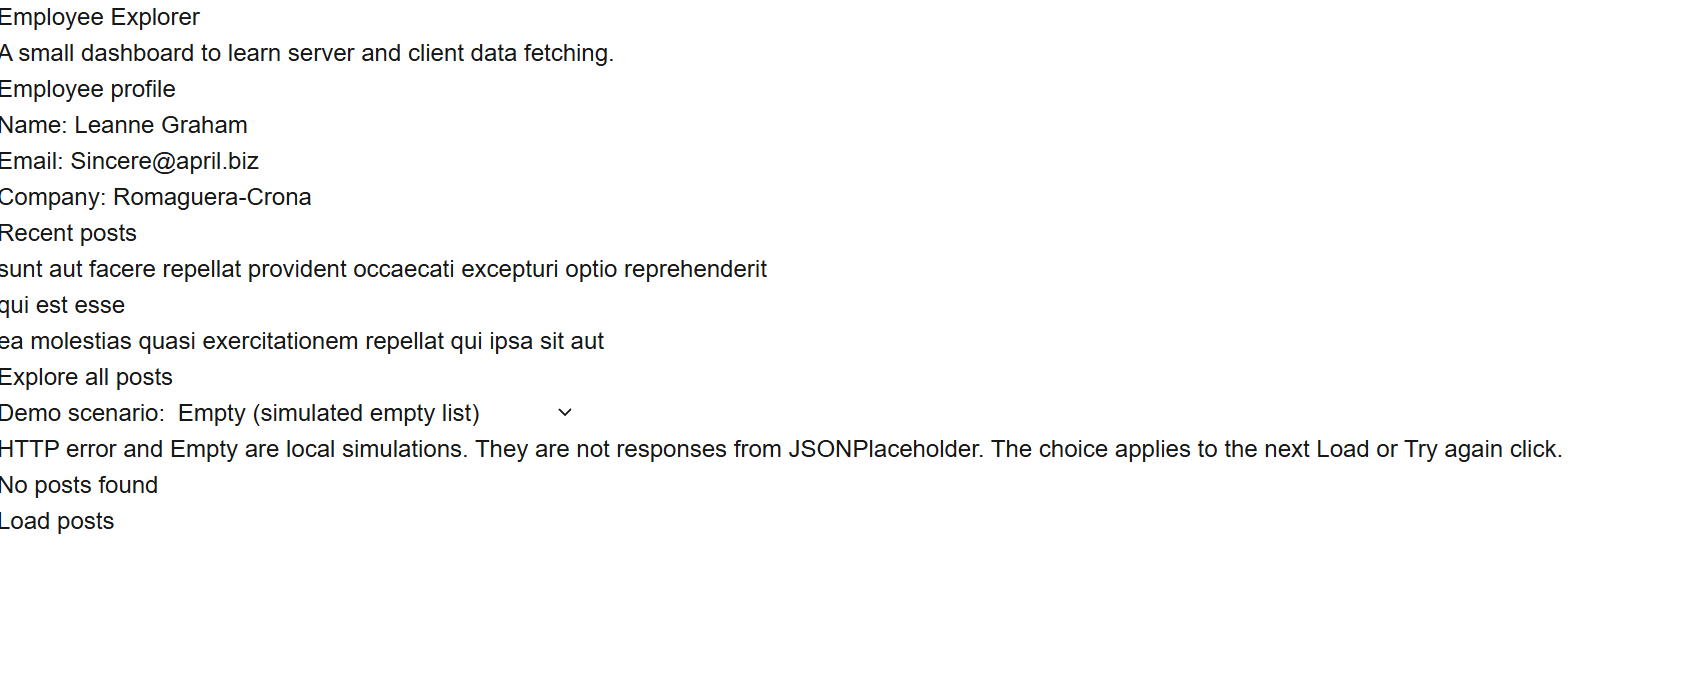 Employee Explorer
A small dashboard to learn server and client data fetching.
Employee profile
Name: Leanne Graham
Email: Sincere@april.biz
Company: Romaguera-Crona
Recent posts
sunt aut facere repellat provident occaecati excepturi optio reprehenderit
qui est esse
ea molestias quasi exercitationem repellat qui ipsa sit aut
Explore all posts
Demo scenario: Empty (simulated empty list)
HTTP error and Empty are local simulations. They are not responses from JSONPlaceholder. The choice applies to the next Load or Try again click.
No posts found
Load posts